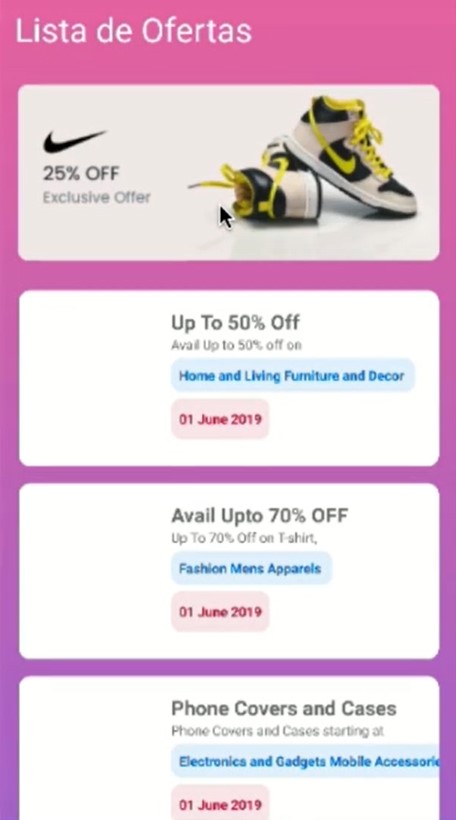 Lista de Ofertas
25% OFF
Exclusive Offer
Up To 50% Off
Avail Up to 50% off on
Home and Living Furniture and Decor
01 June 2019
Avail Upto 70% OFF
Up To 70% Off on T-shirt,
Fashion Mens Apparels
01 June 2019
Phone Covers and Cases
Phone Covers and Cases starting at
Electronics and Gadgets Mobile Accessorie
01 June 2019